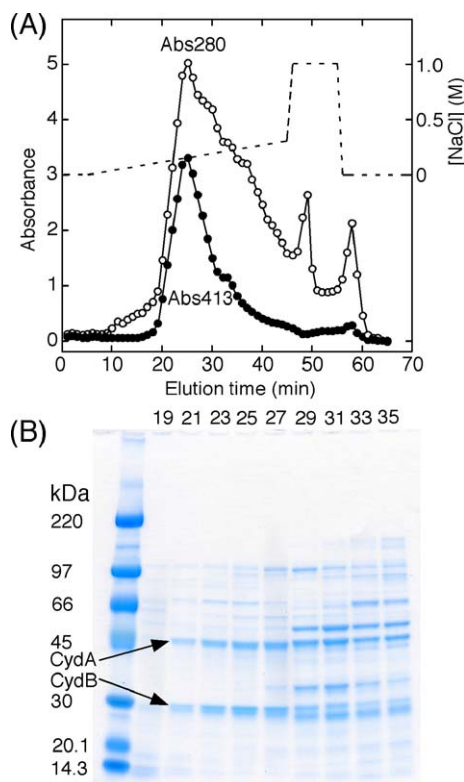 (A)
Abs280
Abs413
5
4
3
2
1
0
Absorbance
1.0
0.5
0
[NaCl] (M)
0 10 20 30 40 50 60 70
Elution time (min)
(B)
19 21 23 25 27 29 31 33 35
kDa
220
97
66
45
CydA
CydB
30
20.1
14.3